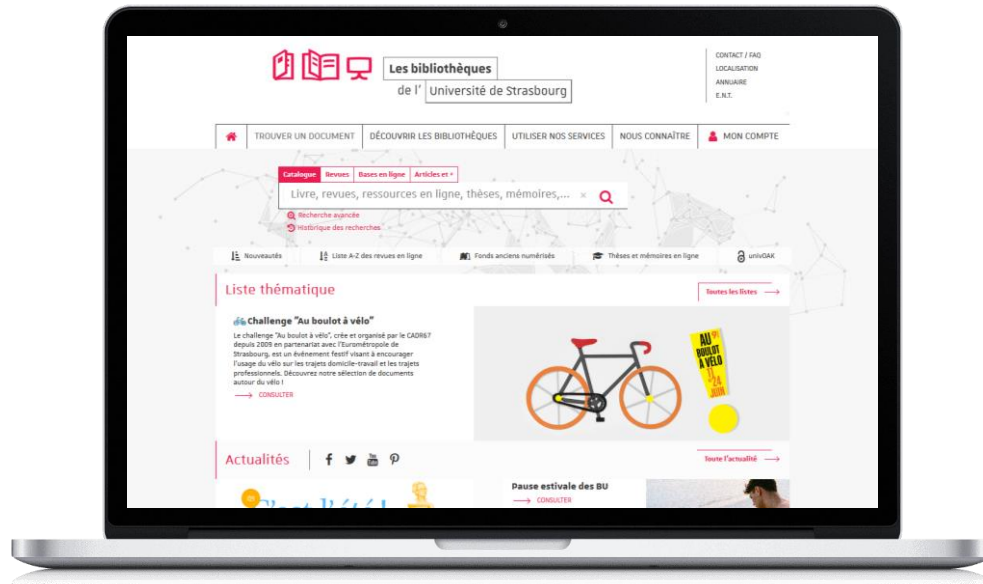 Les bibliothèques
de l' Université de Strasbourg
CONTACT / FAQ
LOCALISATION
ANNUAIRE
E.N.T.
TROUVER UN DOCUMENT
DÉCOUVRIR LES BIBLIOTHÈQUES
UTILISER NOS SERVICES
NOUS CONNAÎTRE
MON COMPTE
Catalogue
Revues
Bases en ligne
Articles et +
Livre, revues, ressources en ligne, thèses, mémoires,... ×
Recherche avancée
Historique des recherches
Nouveautés
Liste A-Z des revues en ligne
Fonds anciens numérisés
Thèses et mémoires en ligne
univOAK
Liste thématique
Toutes les listes
Challenge "Au boulot à vélo"
Le challenge "Au boulot à vélo", crée et organisé par le CADR67
depuis 2009 en partenariat avec l'Eurométropole de
Strasbourg, est un événement festif visant à encourager
l'usage du vélo sur les trajets domicile-travail et les trajets
professionnels. Découvrez notre sélection de documents
autour du vélo !
CONSULTER
AU
BOULOT
À VÉLO
24
JUIN
Actualités
Toute l'actualité
C'est l'été !
Pause estivale des BU
CONSULTER